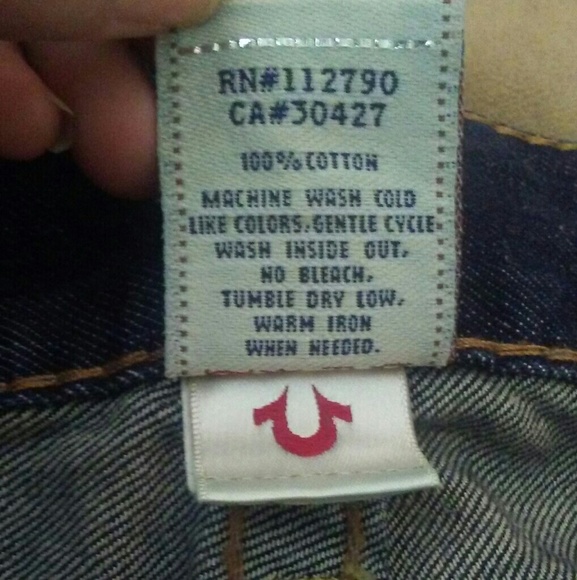 RN#112790
CA#30427
100% COTTON
MACHINE WASH COLD
LIKE COLORS. GENTLE CYCLE
WASH INSIDE OUT.
NO BLEACH.
TUMBLE DRY LOW.
WARM IRON
WHEN NEEDED.